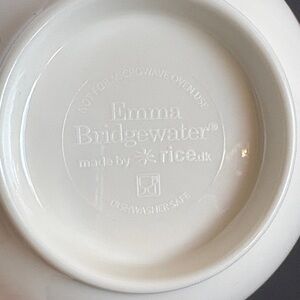 NOT FOR MICROWAVE OVEN USE
Emma
Bridgewater®
made by rice.dk
DISHWASHER SAFE